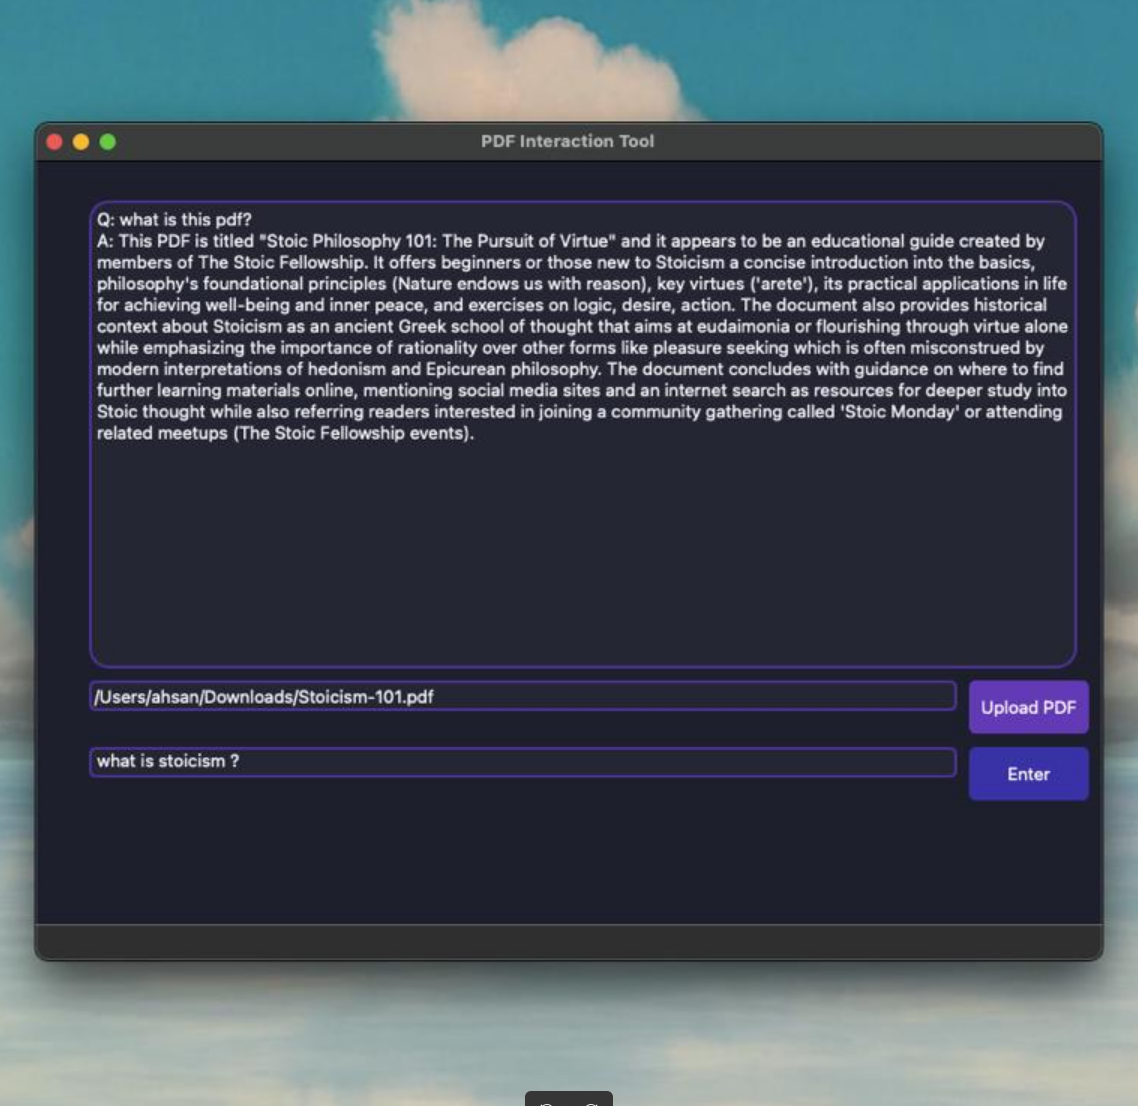 PDF Interaction Tool
Q: what is this pdf?
A: This PDF is titled "Stoic Philosophy 101: The Pursuit of Virtue" and it appears to be an educational guide created by
members of The Stoic Fellowship. It offers beginners or those new to Stoicism a concise introduction into the basics,
philosophy's foundational principles (Nature endows us with reason), key virtues ('arete'), its practical applications in life
for achieving well-being and inner peace, and exercises on logic, desire, action. The document also provides historical
context about Stoicism as an ancient Greek school of thought that aims at eudaimonia or flourishing through virtue alone
while emphasizing the importance of rationality over other forms like pleasure seeking which is often misconstrued by
modern interpretations of hedonism and Epicurean philosophy. The document concludes with guidance on where to find
further learning materials online, mentioning social media sites and an internet search as resources for deeper study into
Stoic thought while also referring readers interested in joining a community gathering called 'Stoic Monday' or attending
related meetups (The Stoic Fellowship events).
/Users/ahsan/Downloads/Stoicism-101.pdf
Upload PDF
what is stoicism ?
Enter